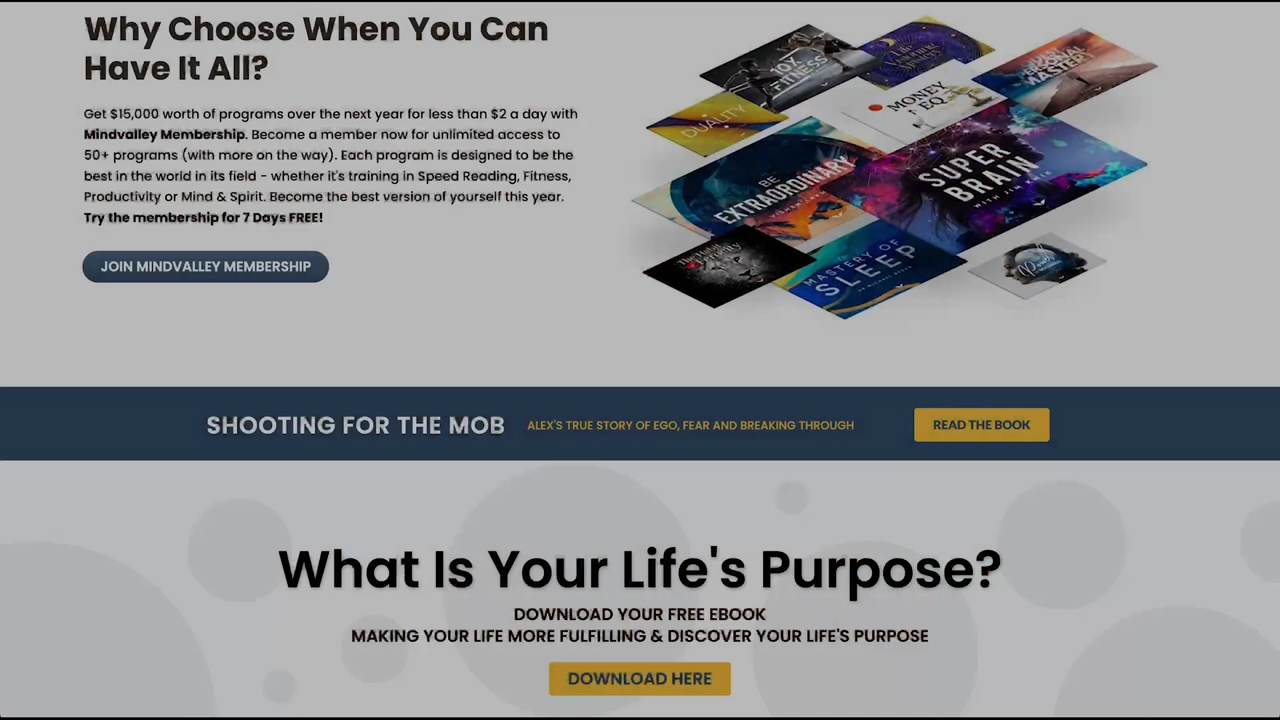 Why Choose When You Can
Have It All?
Get $15,000 worth of programs over the next year for less than $2 a day with
Mindvalley Membership. Become a member now for unlimited access to
50+ programs (with more on the way). Each program is designed to be the
best in the world in its field - whether it's training in Speed Reading, Fitness,
Productivity or Mind & Spirit. Become the best version of yourself this year.
Try the membership for 7 Days FREE!
JOIN MINDVALLEY MEMBERSHIP
10X
FITNESS
DUALITY
MONEY
EQ
MASTERY
BE
EXTRAORDINARY
SUPER
BRAIN
WITH JIM KWIK
MASTERY OF
SLEEP
SHOOTING FOR THE MOB
ALEX'S TRUE STORY OF EGO, FEAR AND BREAKING THROUGH
READ THE BOOK
What Is Your Life's Purpose?
DOWNLOAD YOUR FREE EBOOK
MAKING YOUR LIFE MORE FULFILLING & DISCOVER YOUR LIFE'S PURPOSE
DOWNLOAD HERE